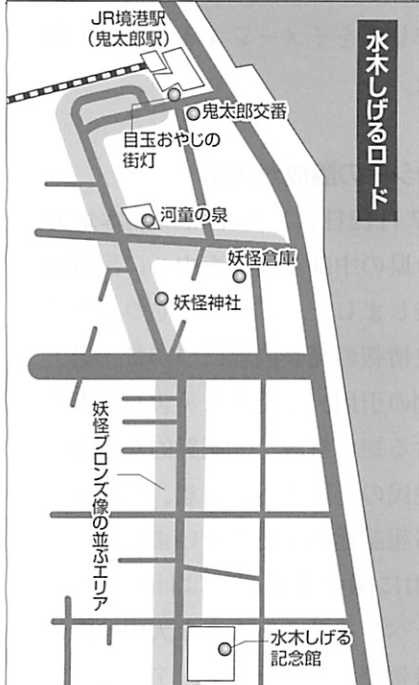 水木しげるロード
JR境港駅
（鬼太郎駅）
鬼太郎交番
目玉おやじの
街灯
河童の泉
妖怪倉庫
妖怪神社
妖怪ブロンズ像の並ぶエリア
水木しげる
記念館